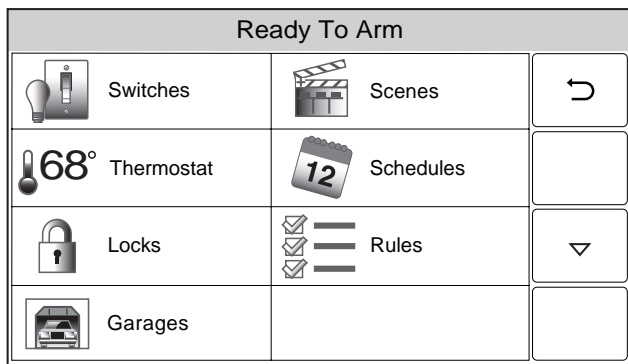 Ready To Arm
Switches
Scenes
68° Thermostat
12 Schedules
Locks
Rules
Garages